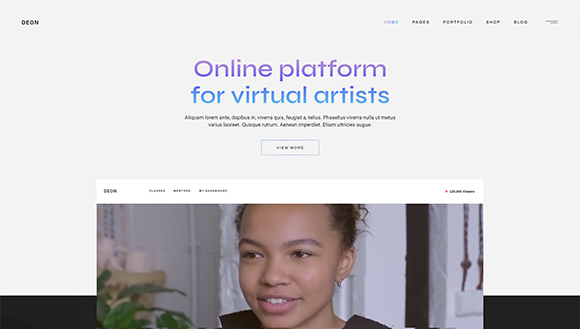 DEON
HOME PAGES PORTFOLIO SHOP BLOG
Online platform
for virtual artists
Aliquam lorem ante, dapibus in, viverra quis, feugiat a, tellus. Phasellus viverra nulla ut metus
varius laoreet. Quisque rutrum. Aenean imperdiet. Etiam ultricies augue.
VIEW MORE
DEON CLASSES MENTORS MY DASHBOARD Viewers